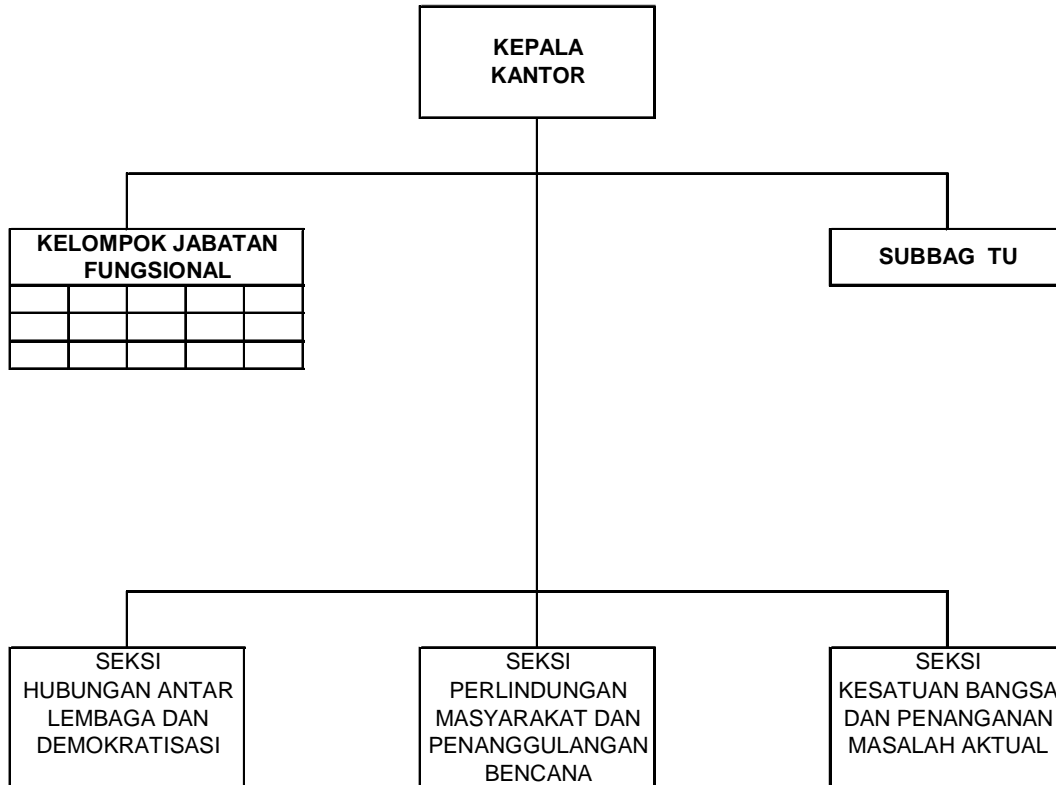 KEPALA
KANTOR
KELOMPOK JABATAN
FUNGSIONAL
SUBBAG TU
SEKSI
HUBUNGAN ANTAR
LEMBAGA DAN
DEMOKRATISASI
SEKSI
PERLINDUNGAN
MASYARAKAT DAN
PENANGGULANGAN
BENCANA
SEKSI
KESATUAN BANGSA
DAN PENANGANAN
MASALAH AKTUAL